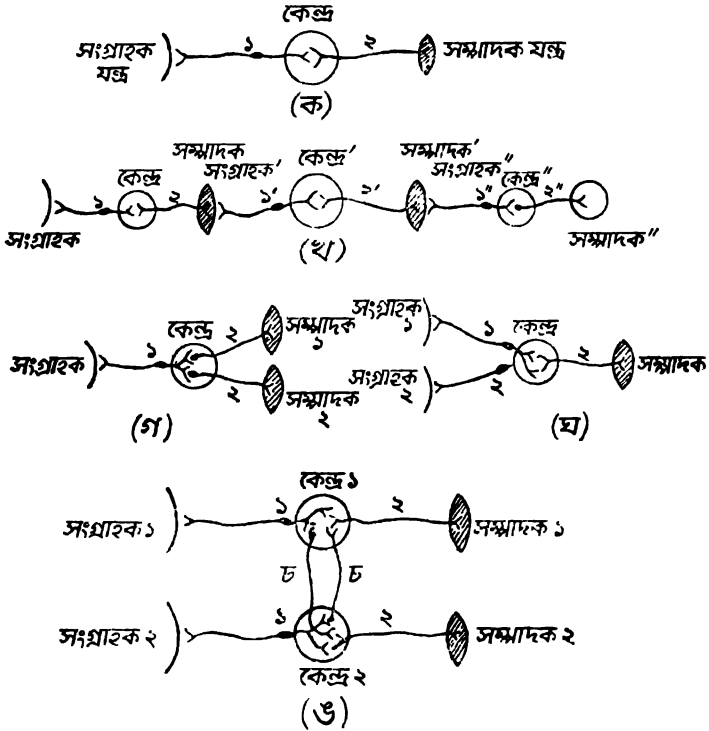 কেন্দ্র
সংগ্রাহক
যন্ত্র
১
২
সম্পাদক যন্ত্র
(ক)
সম্পাদক
সংগ্রাহক′
কেন্দ্র′
সম্পাদক′
সংগ্রাহক″
কেন্দ্র
কেন্দ্র″
১
২
১′
২′
১″
২″
সংগ্রাহক
সম্পাদক″
(খ)
কেন্দ্র
সংগ্রাহক
১
২
২
সম্পাদক
১
সম্পাদক
২
(গ)
সংগ্রাহক
১
সংগ্রাহক
২
১
২
কেন্দ্র
২
সম্পাদক
(ঘ)
কেন্দ্র ১
সংগ্রাহক ১
১
২
সম্পাদক ১
চ
চ
সংগ্রাহক ২
১
২
সম্পাদক ২
কেন্দ্র ২
(ঙ)